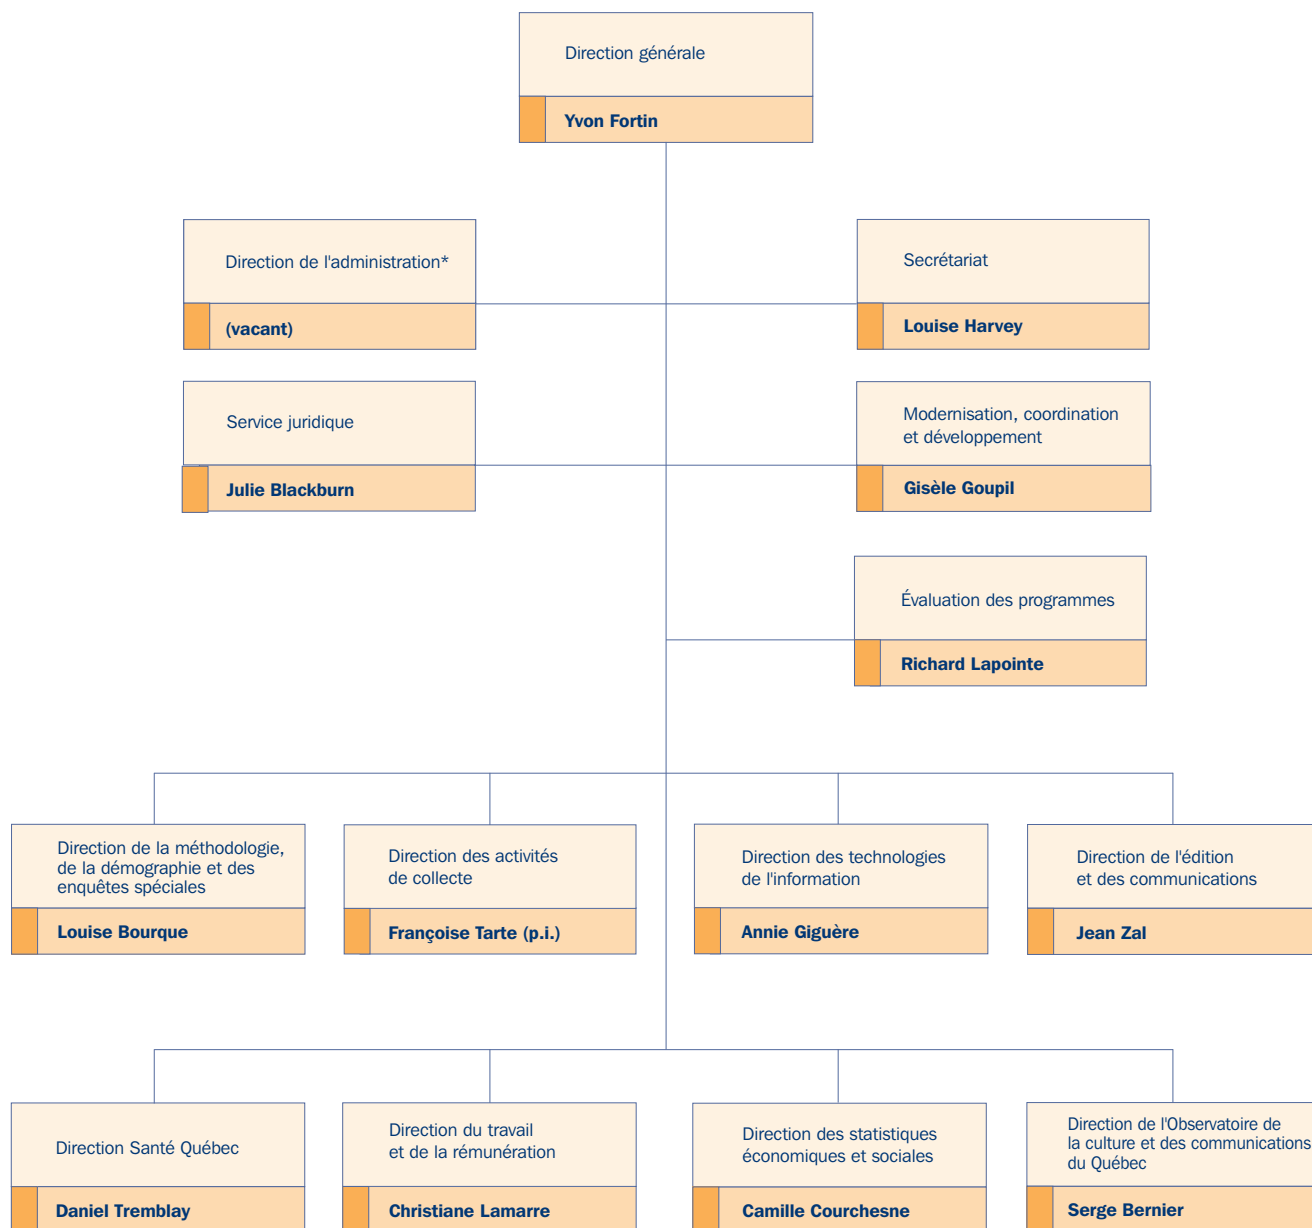 Direction générale
Yvon Fortin
Direction de l'administration*
(vacant)
Secrétariat
Louise Harvey
Service juridique
Julie Blackburn
Modernisation, coordination
et développement
Gisèle Goupil
Évaluation des programmes
Richard Lapointe
Direction de la méthodologie,
de la démographie et des
enquêtes spéciales
Louise Bourque
Direction des activités
de collecte
Françoise Tarte (p.i.)
Direction des technologies
de l'information
Annie Giguère
Direction de l'édition
et des communications
Jean Zal
Direction Santé Québec
Daniel Tremblay
Direction du travail
et de la rémunération
Christiane Lamarre
Direction des statistiques
économiques et sociales
Camille Courchesne
Direction de l'Observatoire de
la culture et des communications
du Québec
Serge Bernier